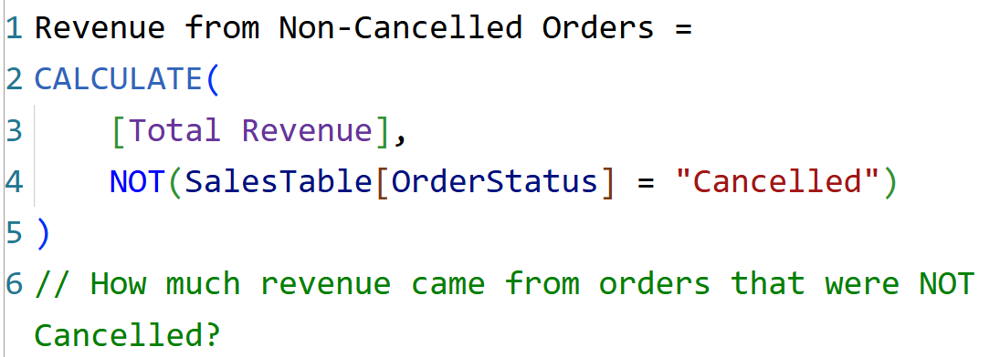 1 Revenue from Non-Cancelled Orders =
2 CALCULATE(
3     [Total Revenue],
4     NOT(SalesTable[OrderStatus] = "Cancelled")
5 )
6 // How much revenue came from orders that were NOT
Cancelled?